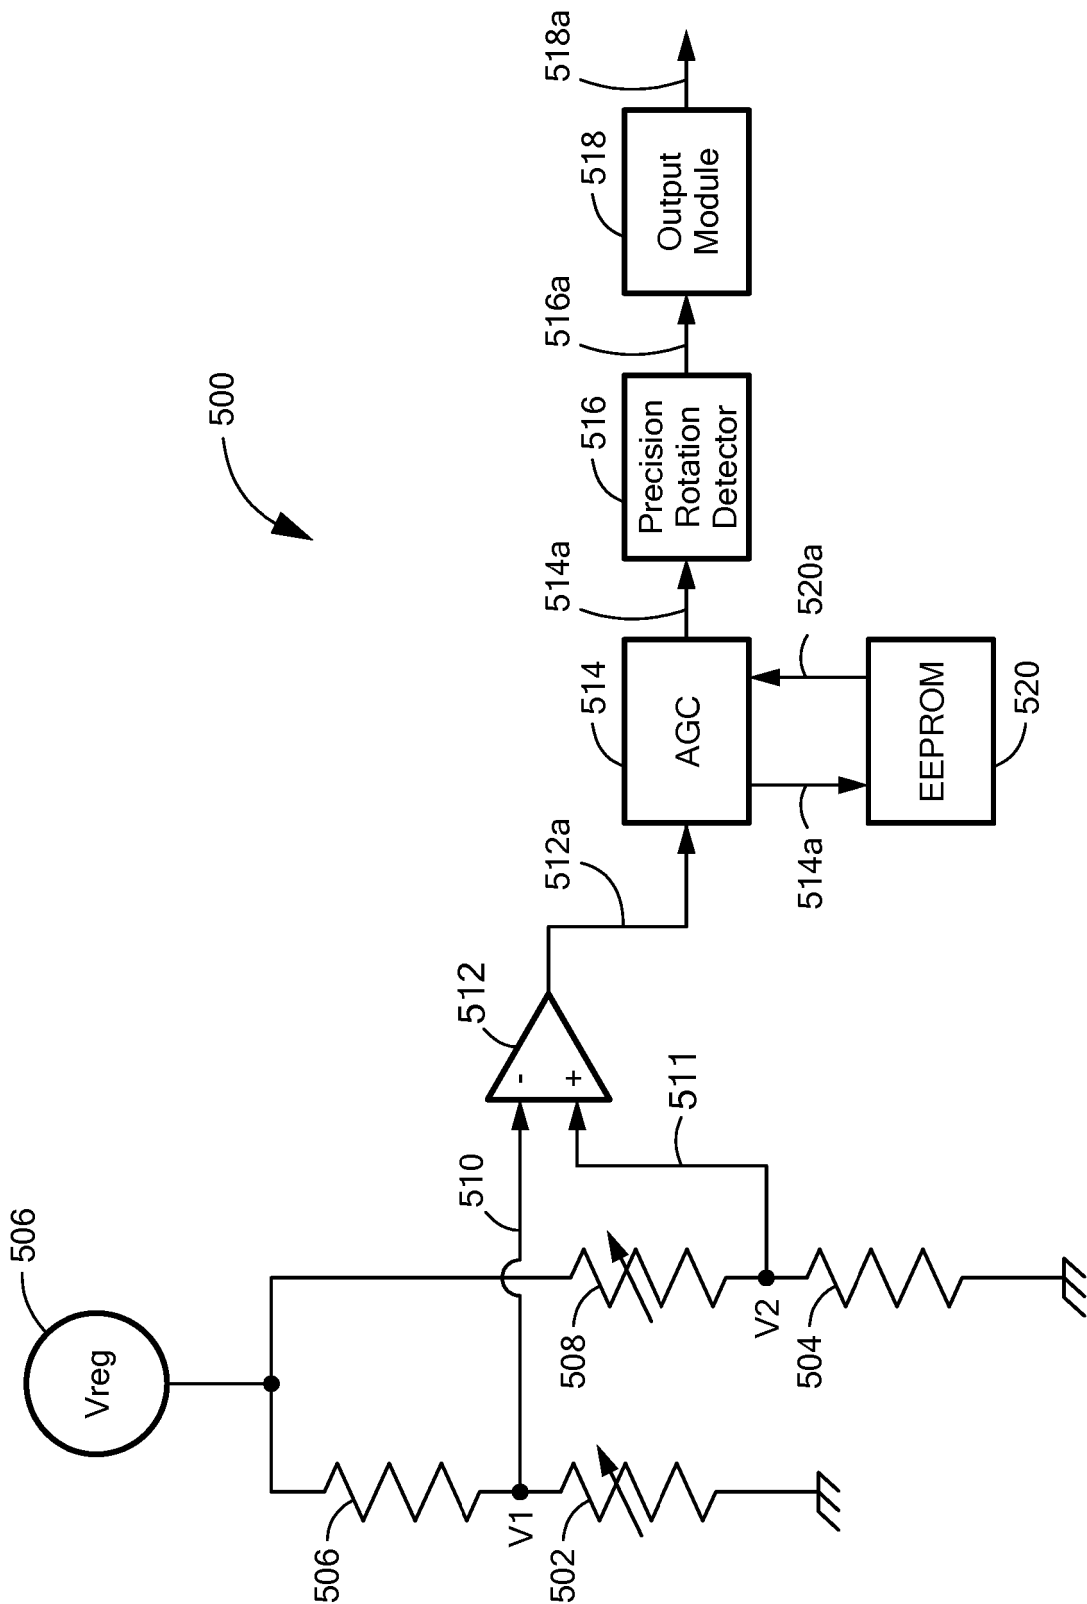 500
506
Vreg
506
V1
502
508
V2
504
510
511
512
-
+
512a
514
AGC
514a
514a
520a
EEPROM
520
516
Precision
Rotation
Detector
516a
518
Output
Module
518a